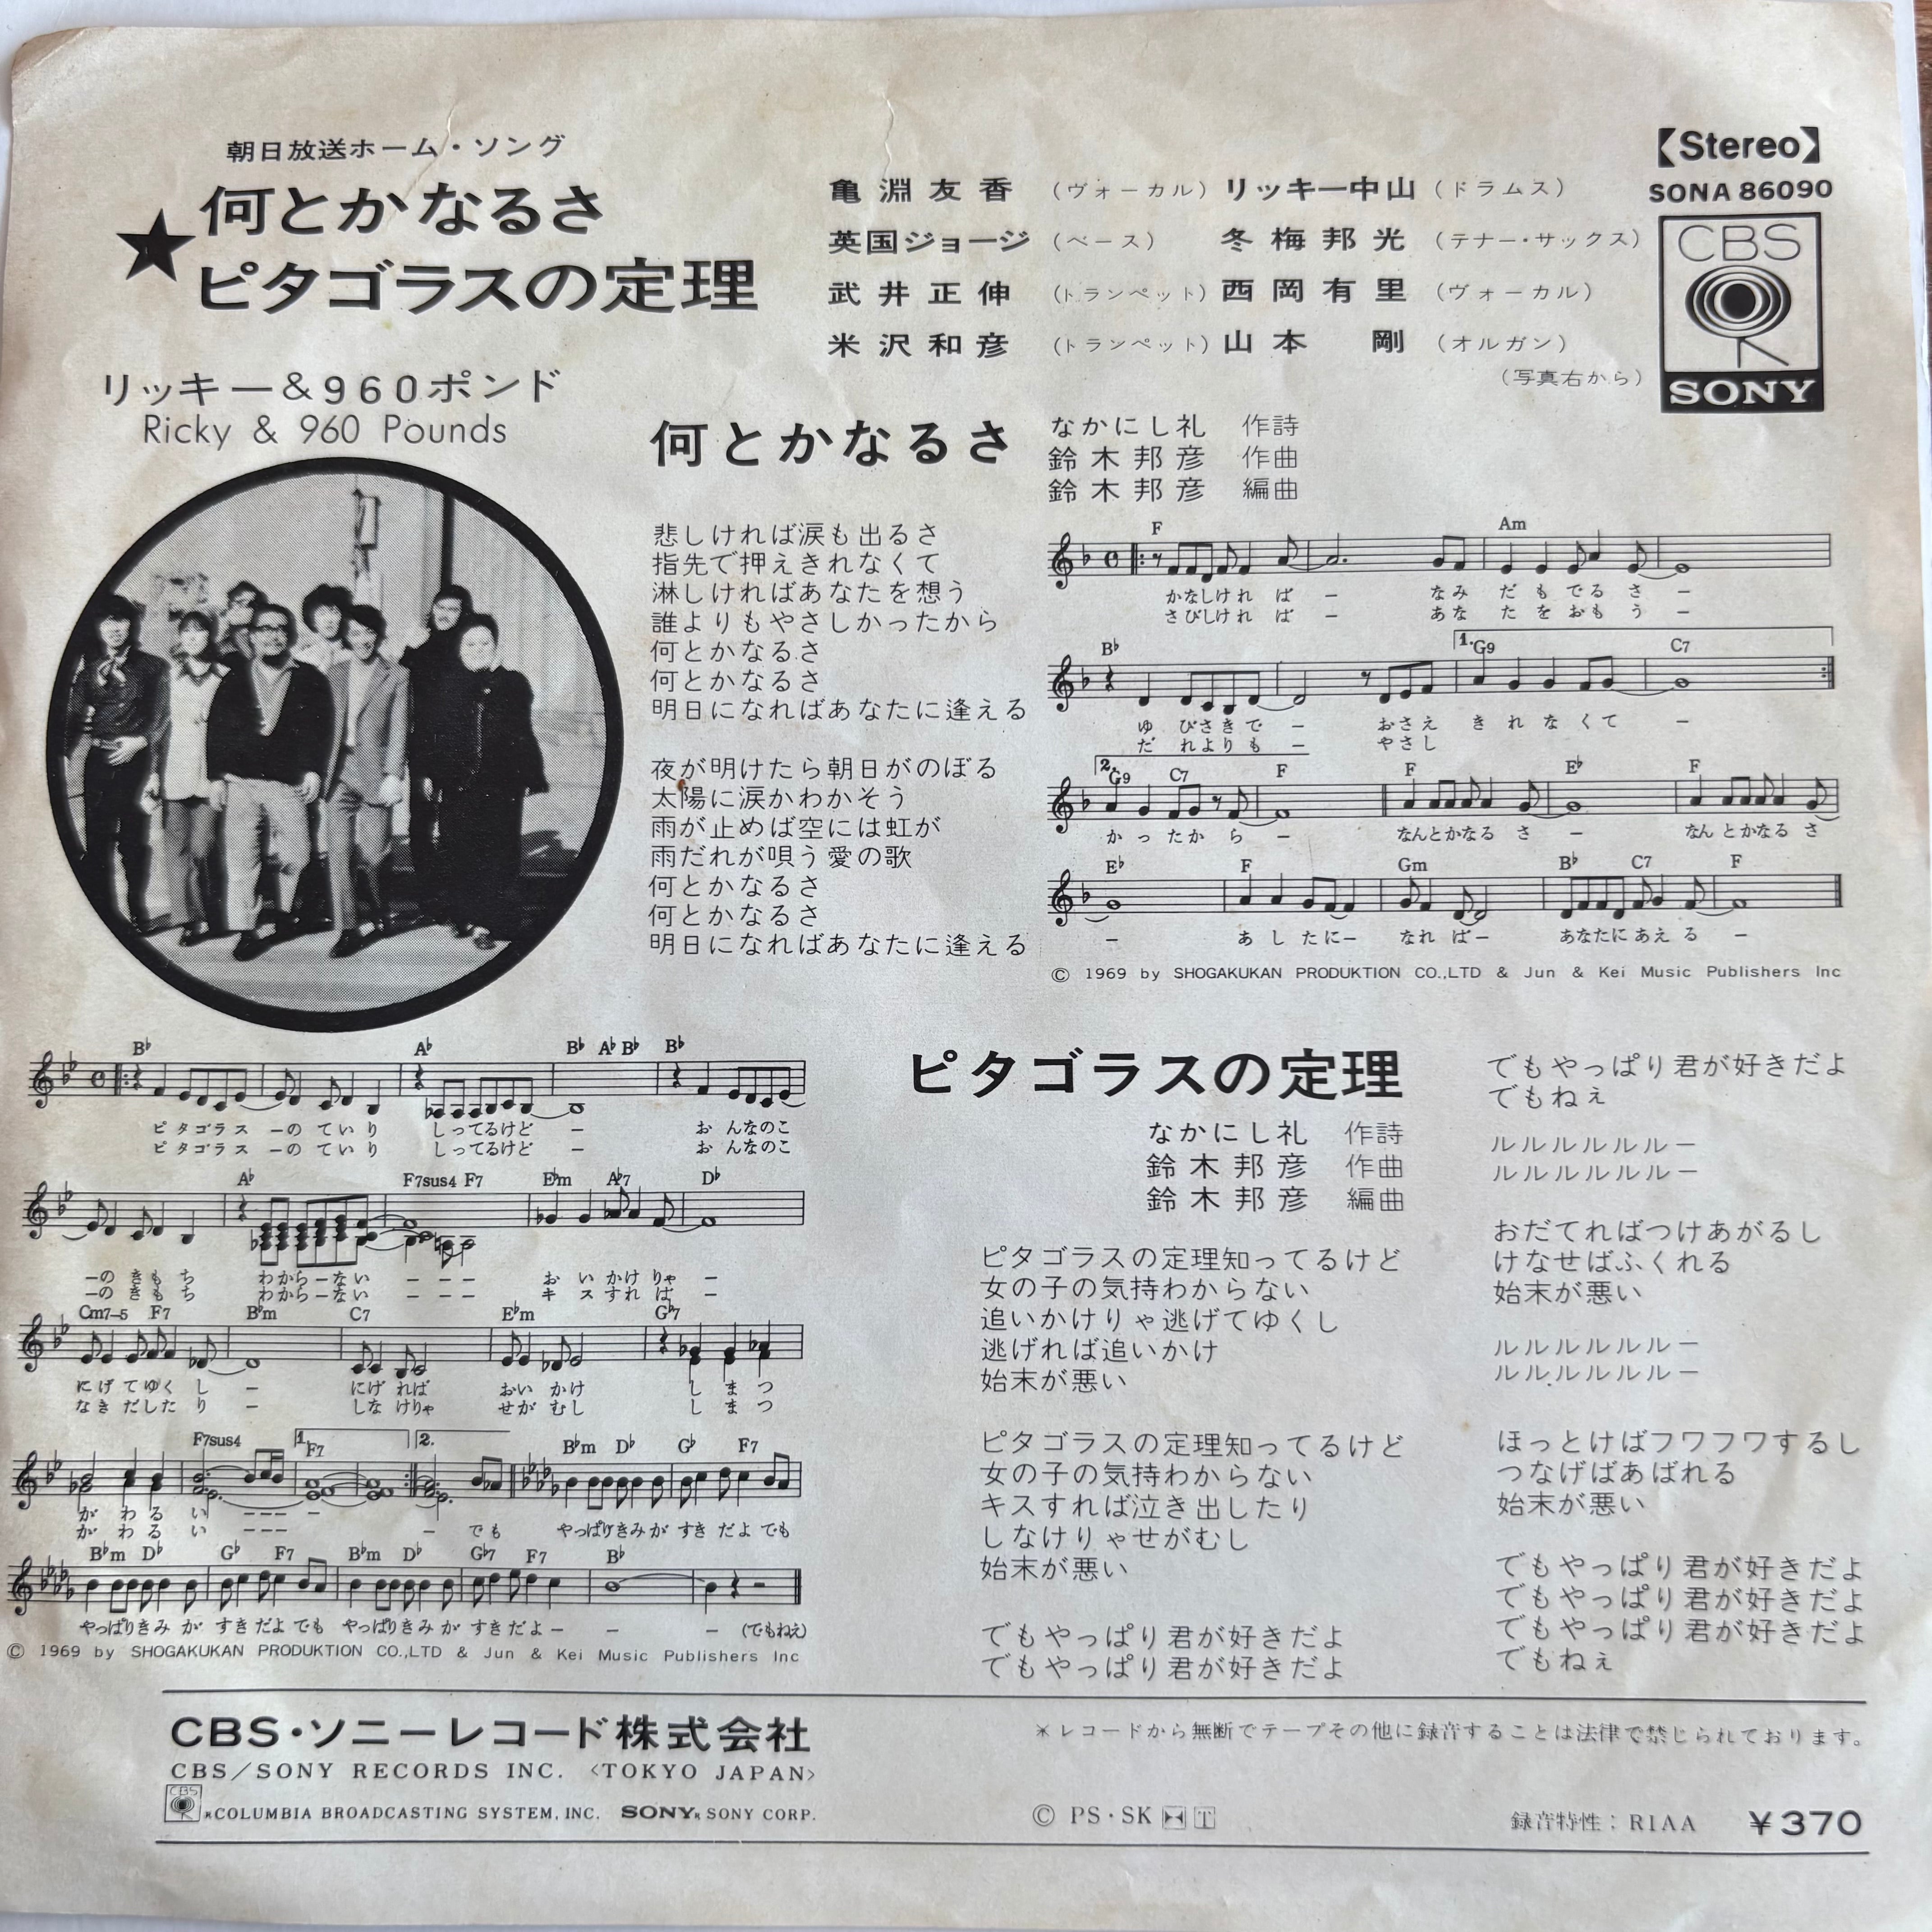 朝日放送ホーム・ソング
★何とかなるさ
ピタゴラスの定理
リッキー&960ポンド
Ricky & 960 Pounds
亀淵友香(ヴォーカル) リッキー中山(ドラムス)
英国ジョージ(ベース) 冬梅邦光(テナー・サックス)
武井正伸(トランペット) 西岡有里(ヴォーカル)
米沢和彦(トランペット) 山本 剛(オルガン)
(写真右から)
【Stereo】
SONA 86090
CBS
SONY
何とかなるさ
なかにし礼 作詩
鈴木邦彦 作曲
鈴木邦彦 編曲
悲しければ涙も出るさ
指先で押えきれなくて
淋しければあなたを想う
誰よりもやさしかったから
何とかなるさ
何とかなるさ
明日になればあなたに逢える
夜が明けたら朝日がのぼる
太陽に涙かわかそう
雨が止めば空には虹が
雨だれが唄う愛の歌
何とかなるさ
何とかなるさ
明日になればあなたに逢える
F Am
かなしけれ ば ー なみ だ も でる さ ー
さびしけれ ば ー あな た を おも う ー
B♭ 1. G9 C7
ゆ びさきで ー おさえ き れ な くて ー
だ れよりも ー やさし
2. G9 C7 F F E♭ F
か っ たか ら ー なんとかなる さ ー なんとかなる さ
E♭ F Gm B♭ C7 F
ー あ し たにー なれ ばー あなたに あえ る ー
© 1969 by SHOGAKUKAN PRODUKTION CO.,LTD & Jun & Kei Music Publishers Inc
B♭ A♭ B♭ A♭ B♭ B♭
ピ タゴラス ーの ていり しってるけど ー お んなのこ
ピ タゴラス ーの ていり しってるけど ー お んなのこ
A♭ F7sus4 F7 E♭m A♭7 D♭
ーの きもち わからーない ー ー ー お い かけ りゃ ー
ーの きもち わからーない ー ー ー キ ス すれ ば ー
Cm7-5 F7 B♭m C7 E♭m G♭7
にげ てゆく し ー にげ れば おい かけ し ま つ
なき だした り ー しな けりゃ せが むし し ま つ
F7sus4 1. F7 2. B♭m D♭ G♭ F7
が わ る い ー ー ー ー
が わ る い ー ー ー ー でも やっぱりきみが すき だよ でも
B♭m D♭ G♭ F7 B♭m D♭ G♭7 F7 B♭
やっぱりきみ が すきだよ でも やっぱりきみ が すきだよ ー ー ー (でもねえ)
© 1969 by SHOGAKUKAN PRODUKTION CO.,LTD & Jun & Kei Music Publishers Inc
ピタゴラスの定理
なかにし礼 作詩
鈴木邦彦 作曲
鈴木邦彦 編曲
ピタゴラスの定理知ってるけど
女の子の気持わからない
追いかけりゃ逃げてゆくし
逃げれば追いかけ
始末が悪い
ピタゴラスの定理知ってるけど
女の子の気持わからない
キスすれば泣き出したり
しなけりゃせがむし
始末が悪い
でもやっぱり君が好きだよ
でもやっぱり君が好きだよ
でもやっぱり君が好きだよ
でもねぇ
ルルルルルルー
ルルルルルルー
おだてればつけあがるし
けなせばふくれる
始末が悪い
ルルルルルルー
ルルルルルルー
ほっとけばフワフワするし
つなげばあばれる
始末が悪い
でもやっぱり君が好きだよ
でもやっぱり君が好きだよ
でもやっぱり君が好きだよ
でもねぇ
CBS・ソニーレコード株式会社
CBS/SONY RECORDS INC. <TOKYO JAPAN>
CBS R COLUMBIA BROADCASTING SYSTEM, INC. SONY R SONY CORP.
*レコードから無断でテープその他に録音することは法律で禁じられております。
© PS・SK T
録音特性:RIAA ¥370